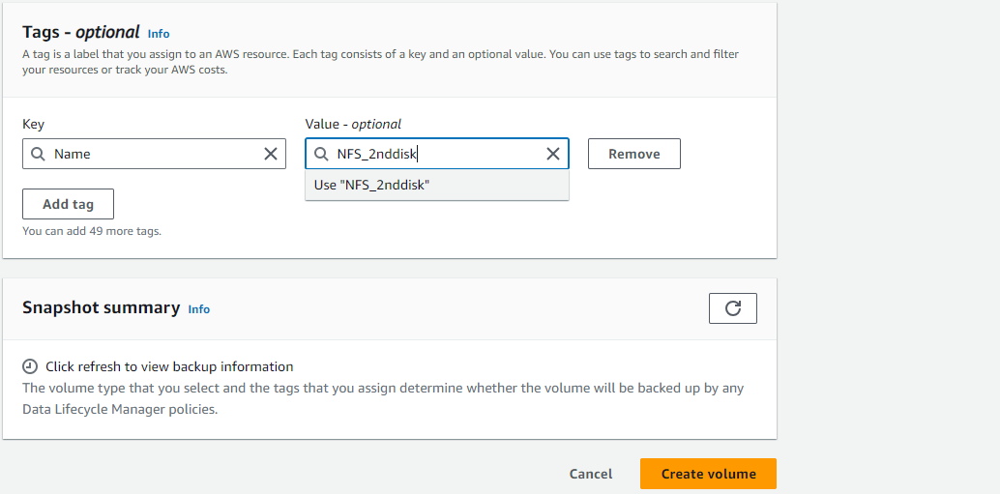 Tags - optional Info
A tag is a label that you assign to an AWS resource. Each tag consists of a key and an optional value. You can use tags to search and filter
your resources or track your AWS costs.
Key
Value - optional
Name
NFS_2nddisk
Remove
Use "NFS_2nddisk"
Add tag
You can add 49 more tags.
Snapshot summary Info
Click refresh to view backup information
The volume type that you select and the tags that you assign determine whether the volume will be backed up by any
Data Lifecycle Manager policies.
Cancel
Create volume